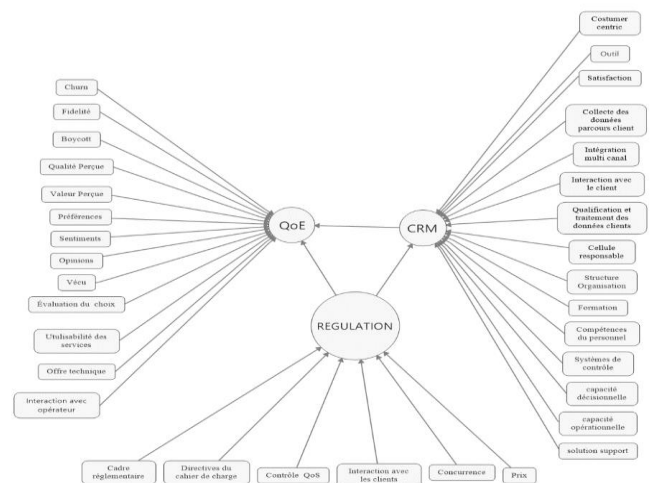 Churn
Fidelité
Boycott
Qualité Perçue
Valeur Perçue
Préférences
Sentiments
Opinions
Vécu
Évaluation du choix
Utulisabilité des
services
Offre technique
Interaction avec
opérateur
QoE
CRM
REGULATION
Costumer
centric
Outil
Satisfaction
Collecte des
données
parcours client
Intégration
multi canal
Interaction avec
le client
Qualification et
traitement des
données clients
Cellule
responsable
Structure
Organisation
Formation
Compétences
du personnel
Systèmes de
contrôle
capacité
décisionnelle
capacité
opérationnelle
solution support
Cadre
réglementaire
Directives du
cahier de charge
Contrôle QoS
Interaction avec
les clients
Concurrence
Prix